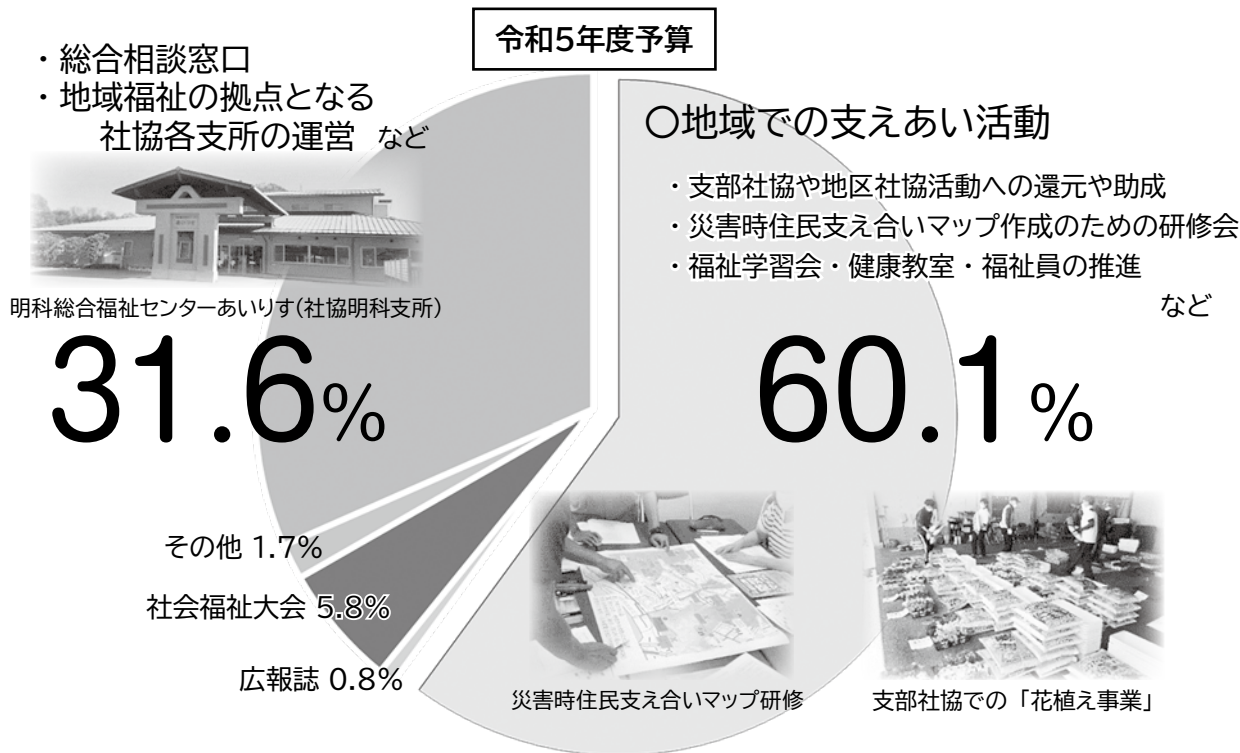 令和5年度予算
・総合相談窓口
・地域福祉の拠点となる
社協各支所の運営 など
明科総合福祉センターあいりす(社協明科支所)
31.6%
〇地域での支えあい活動
・支部社協や地区社協活動への還元や助成
・災害時住民支え合いマップ作成のための研修会
・福祉学習会・健康教室・福祉員の推進
など
60.1%
その他 1.7%
社会福祉大会 5.8%
広報誌 0.8%
災害時住民支え合いマップ研修
支部社協での「花植え事業」